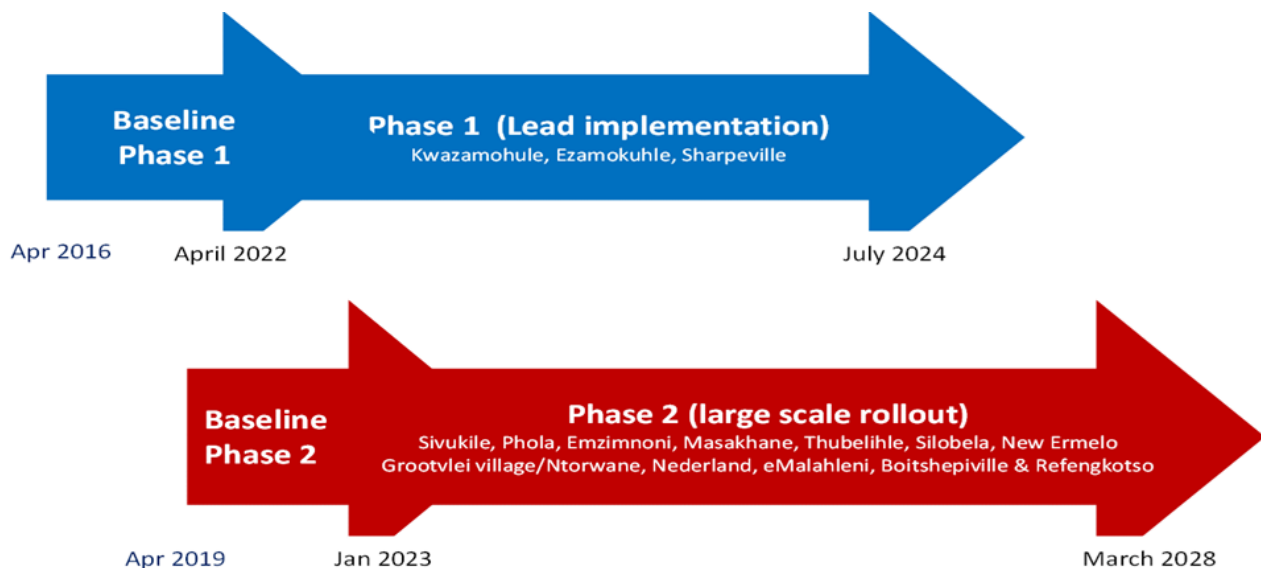 Baseline
Phase 1
Phase 1 (Lead implementation)
Kwazamohule, Ezamokuhle, Sharpeville
Apr 2016
April 2022
July 2024
Baseline
Phase 2
Phase 2 (large scale rollout)
Sivukile, Phola, Emzimnoni, Masakhane, Thubelihle, Silobela, New Ermelo
Grootvlei village/Ntorwane, Nederland, eMalahleni, Boitshepiville & Refengkotso
Apr 2019
Jan 2023
March 2028